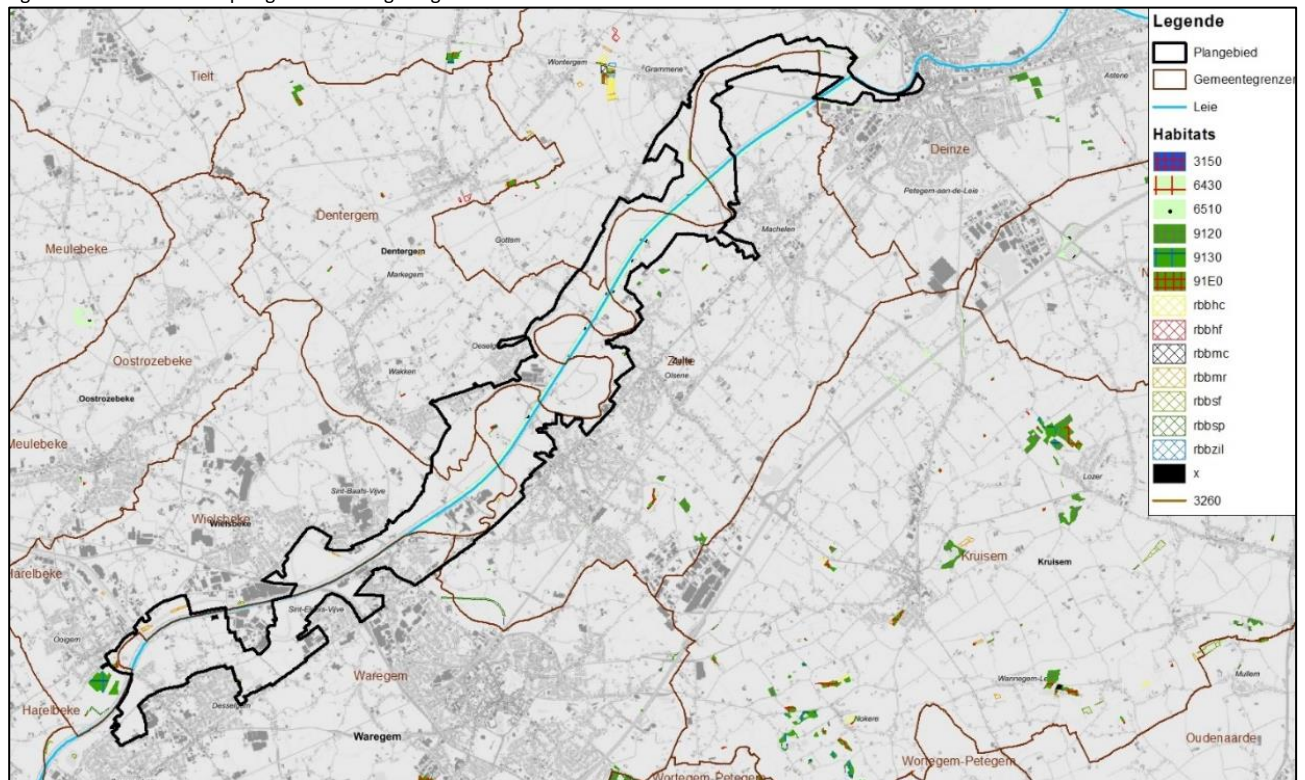 Tielt
Wontergem
Grammene
Astene
Deinze
Petegem-aan-de-Leie
Meulebeke
Dentergem
Dentergem
Markegem
Gottem
Machelen
Oostrozebeke
Oostrozebeke
Wakken
Zulte
Olsene
Meulebeke
Sint-Baafs-Vijve
Wielsbeke
Wielsbeke
Lozer
Kruisem
Kruisem
Harelbeke
Sint-Eloois-Vijve
Ooigem
Waregem
Desselgem
Waregem
Harelbeke
Nokere
Mullem
Oudenaarde
Wortegem-Petegem
Wortegem-Petegem
Legende
Plangebied
Gemeentegrenzen
Leie
Habitats
3150
6430
6510
9120
9130
91E0
rbbhc
rbbhf
rbbmc
rbbmr
rbbsf
rbbsp
rbbzil
x
3260